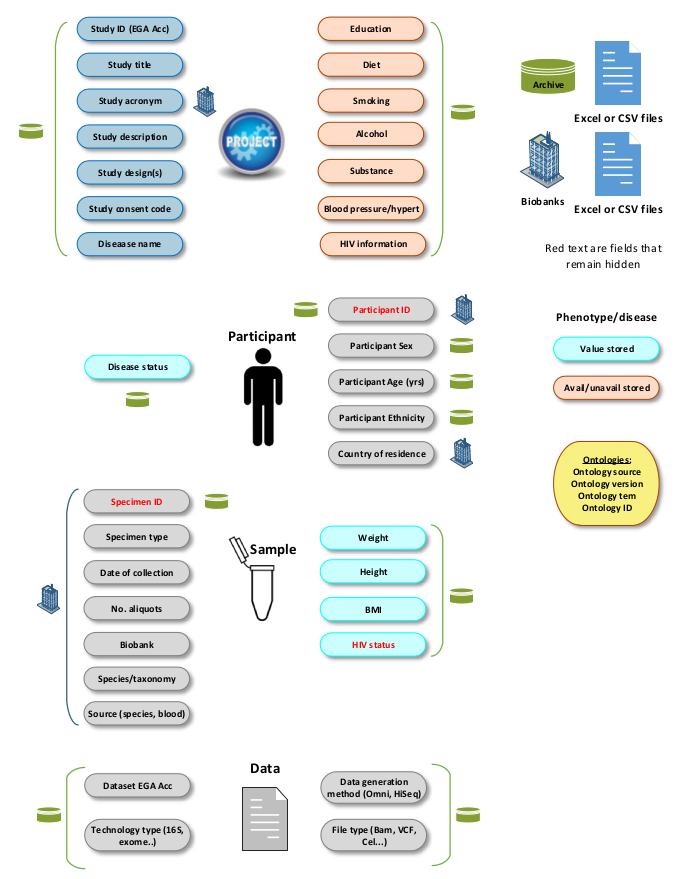 Study ID (EGA Acc)
Study title
Study acronym
Study description
Study design(s)
Study consent code
Diseaase name
PROJECT
Education
Diet
Smoking
Alcohol
Substance
Blood pressure/hypert
HIV information
Archive
Excel or CSV files
Biobanks
Excel or CSV files
Red text are fields that
remain hidden
Phenotype/disease
Value stored
Avail/unavail stored
Ontologies:
Ontology source
Ontology version
Ontology tem
Ontology ID
Participant
Disease status
Participant ID
Participant Sex
Participant Age (yrs)
Participant Ethnicity
Country of residence
Specimen ID
Specimen type
Date of collection
No. aliquots
Biobank
Species/taxonomy
Source (species, blood)
Sample
Weight
Height
BMI
HIV status
Data
Dataset EGA Acc
Technology type (16S,
exome..)
Data generation
method (Omni, HiSeq)
File type (Bam, VCF,
Cel...)